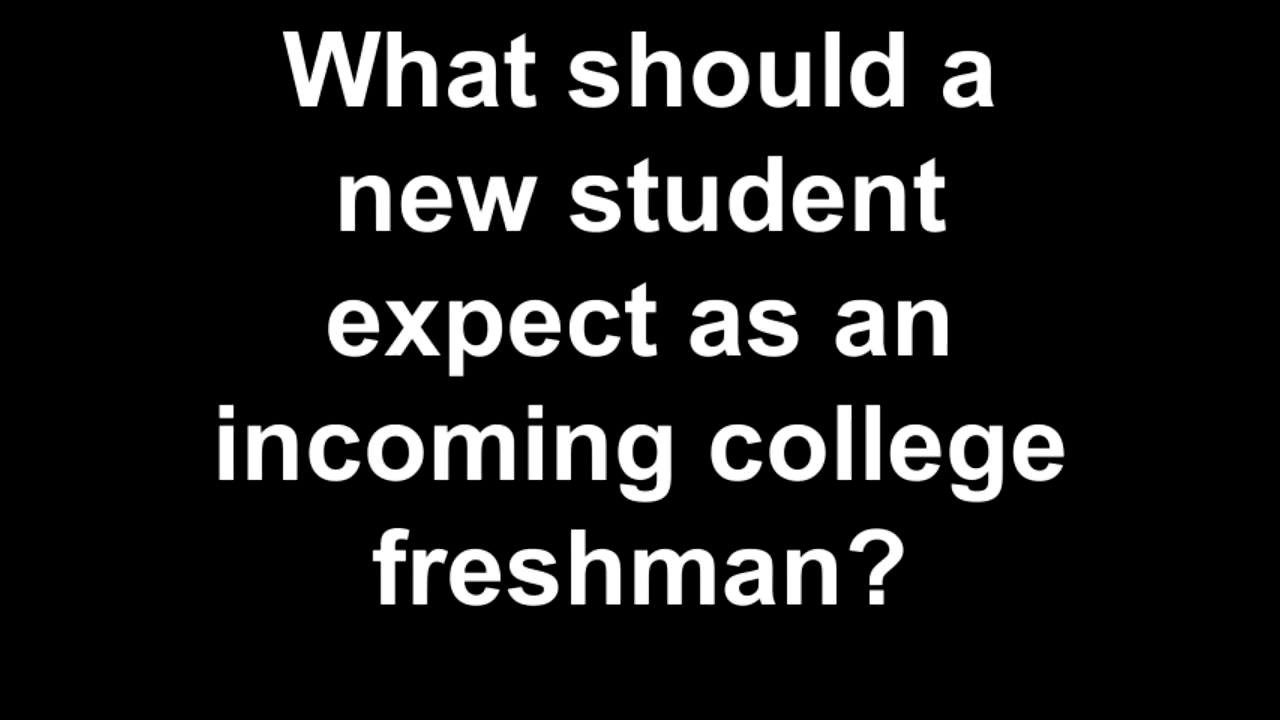 What should a
new student
expect as an
incoming college
freshman?